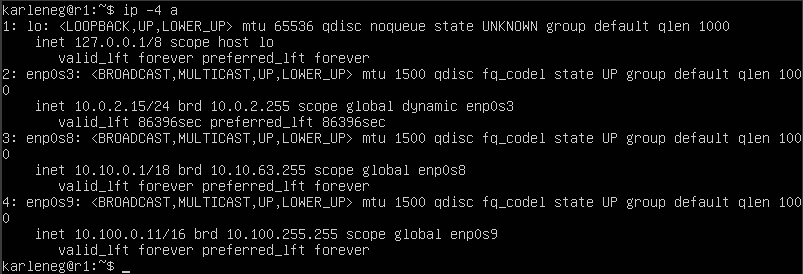 karleneg@r1:~$ ip -4 a
1: lo: <LOOPBACK,UP,LOWER_UP> mtu 65536 qdisc noqueue state UNKNOWN group default qlen 1000
    inet 127.0.0.1/8 scope host lo
       valid_lft forever preferred_lft forever
2: enp0s3: <BROADCAST,MULTICAST,UP,LOWER_UP> mtu 1500 qdisc fq_codel state UP group default qlen 100
0
    inet 10.0.2.15/24 brd 10.0.2.255 scope global dynamic enp0s3
       valid_lft 86396sec preferred_lft 86396sec
3: enp0s8: <BROADCAST,MULTICAST,UP,LOWER_UP> mtu 1500 qdisc fq_codel state UP group default qlen 100
0
    inet 10.10.0.1/18 brd 10.10.63.255 scope global enp0s8
       valid_lft forever preferred_lft forever
4: enp0s9: <BROADCAST,MULTICAST,UP,LOWER_UP> mtu 1500 qdisc fq_codel state UP group default qlen 100
0
    inet 10.100.0.11/16 brd 10.100.255.255 scope global enp0s9
       valid_lft forever preferred_lft forever
karleneg@r1:~$ _